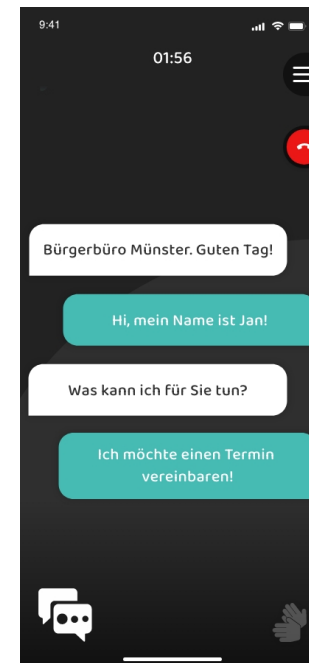 9:41
01:56
Bürgerbüro Münster. Guten Tag!
Hi, mein Name ist Jan!
Was kann ich für Sie tun?
Ich möchte einen Termin
vereinbaren!